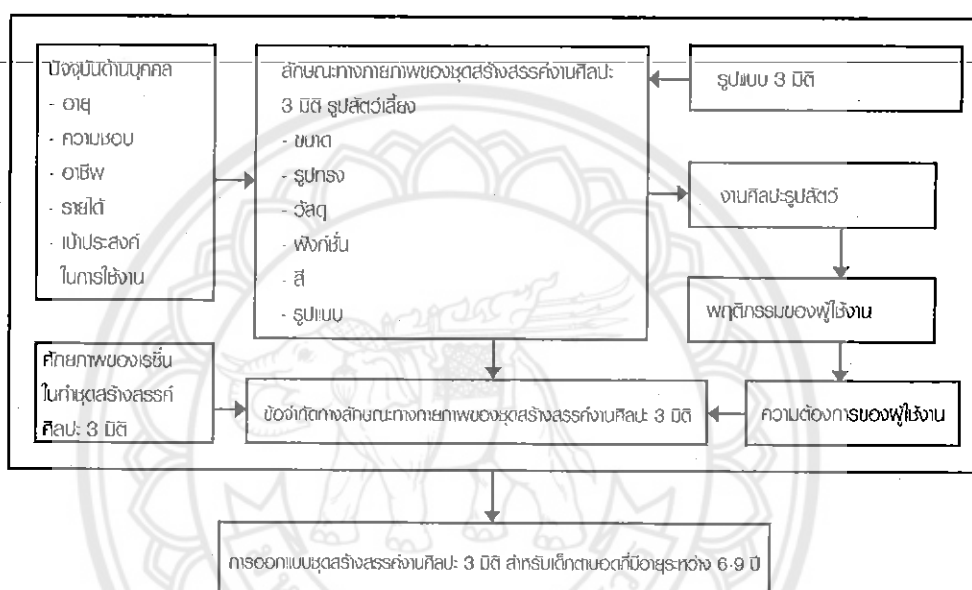 ปัจจุบันด้านบุคคล
- อายุ
- ความชอบ
- อาชีพ
- รายได้
- เป้าประสงค์
ในการใช้งาน
ลักษณะทางกายภาพของชุดสร้างสรรค์งานศิลปะ
3 มิติ รูปสัตว์เลี้ยง
- ขนาด
- รูปทรง
- วัสดุ
- ฟังก์ชั่น
- สี
- รูปแบบ
รูปแบบ 3 มิติ
งานศิลปะรูปสัตว์
พฤติกรรมของผู้ใช้งาน
ศักยภาพของเรซิ่น
ในทำชุดสร้างสรรค์
ศิลปะ 3 มิติ
ข้อจำกัดทางลักษณะทางกายภาพของชุดสร้างสรรค์งานศิลปะ 3 มิติ
ความต้องการของผู้ใช้งาน
การออกแบบชุดสร้างสรรค์งานศิลปะ 3 มิติ สำหรับเด็กตาบอดที่มีอายุระหว่าง 6-9 ปี